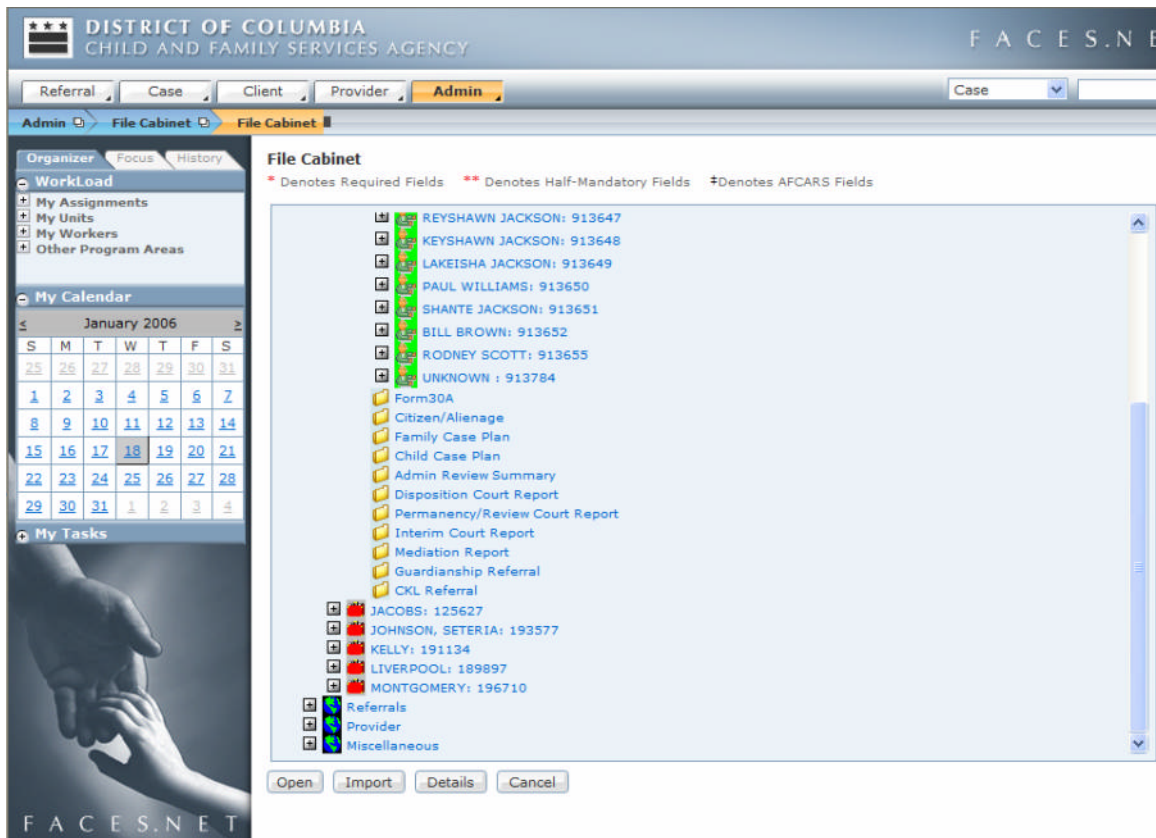 DISTRICT OF COLUMBIA
CHILD AND FAMILY SERVICES AGENCY
FACES.NE
Referral Case Client Provider Admin Case
Admin File Cabinet File Cabinet
Organizer Focus History
WorkLoad
My Assignments
My Units
My Workers
Other Program Areas
My Calendar
< January 2006 >
S M T W T F S
25 26 27 28 29 30 31
1 2 3 4 5 6 7
8 9 10 11 12 13 14
15 16 17 18 19 20 21
22 23 24 25 26 27 28
29 30 31 1 2 3 4
My Tasks
FACES.NET
File Cabinet
* Denotes Required Fields ** Denotes Half-Mandatory Fields ‡Denotes AFCARS Fields
REYSHAWN JACKSON: 913647
KEYSHAWN JACKSON: 913648
LAKEISHA JACKSON: 913649
PAUL WILLIAMS: 913650
SHANTE JACKSON: 913651
BILL BROWN: 913652
RODNEY SCOTT: 913655
UNKNOWN : 913784
Form30A
Citizen/Alienage
Family Case Plan
Child Case Plan
Admin Review Summary
Disposition Court Report
Permanency/Review Court Report
Interim Court Report
Mediation Report
Guardianship Referral
CKL Referral
JACOBS: 125627
JOHNSON, SETERIA: 193577
KELLY: 191134
LIVERPOOL: 189897
MONTGOMERY: 196710
Referrals
Provider
Miscellaneous
Open Import Details Cancel